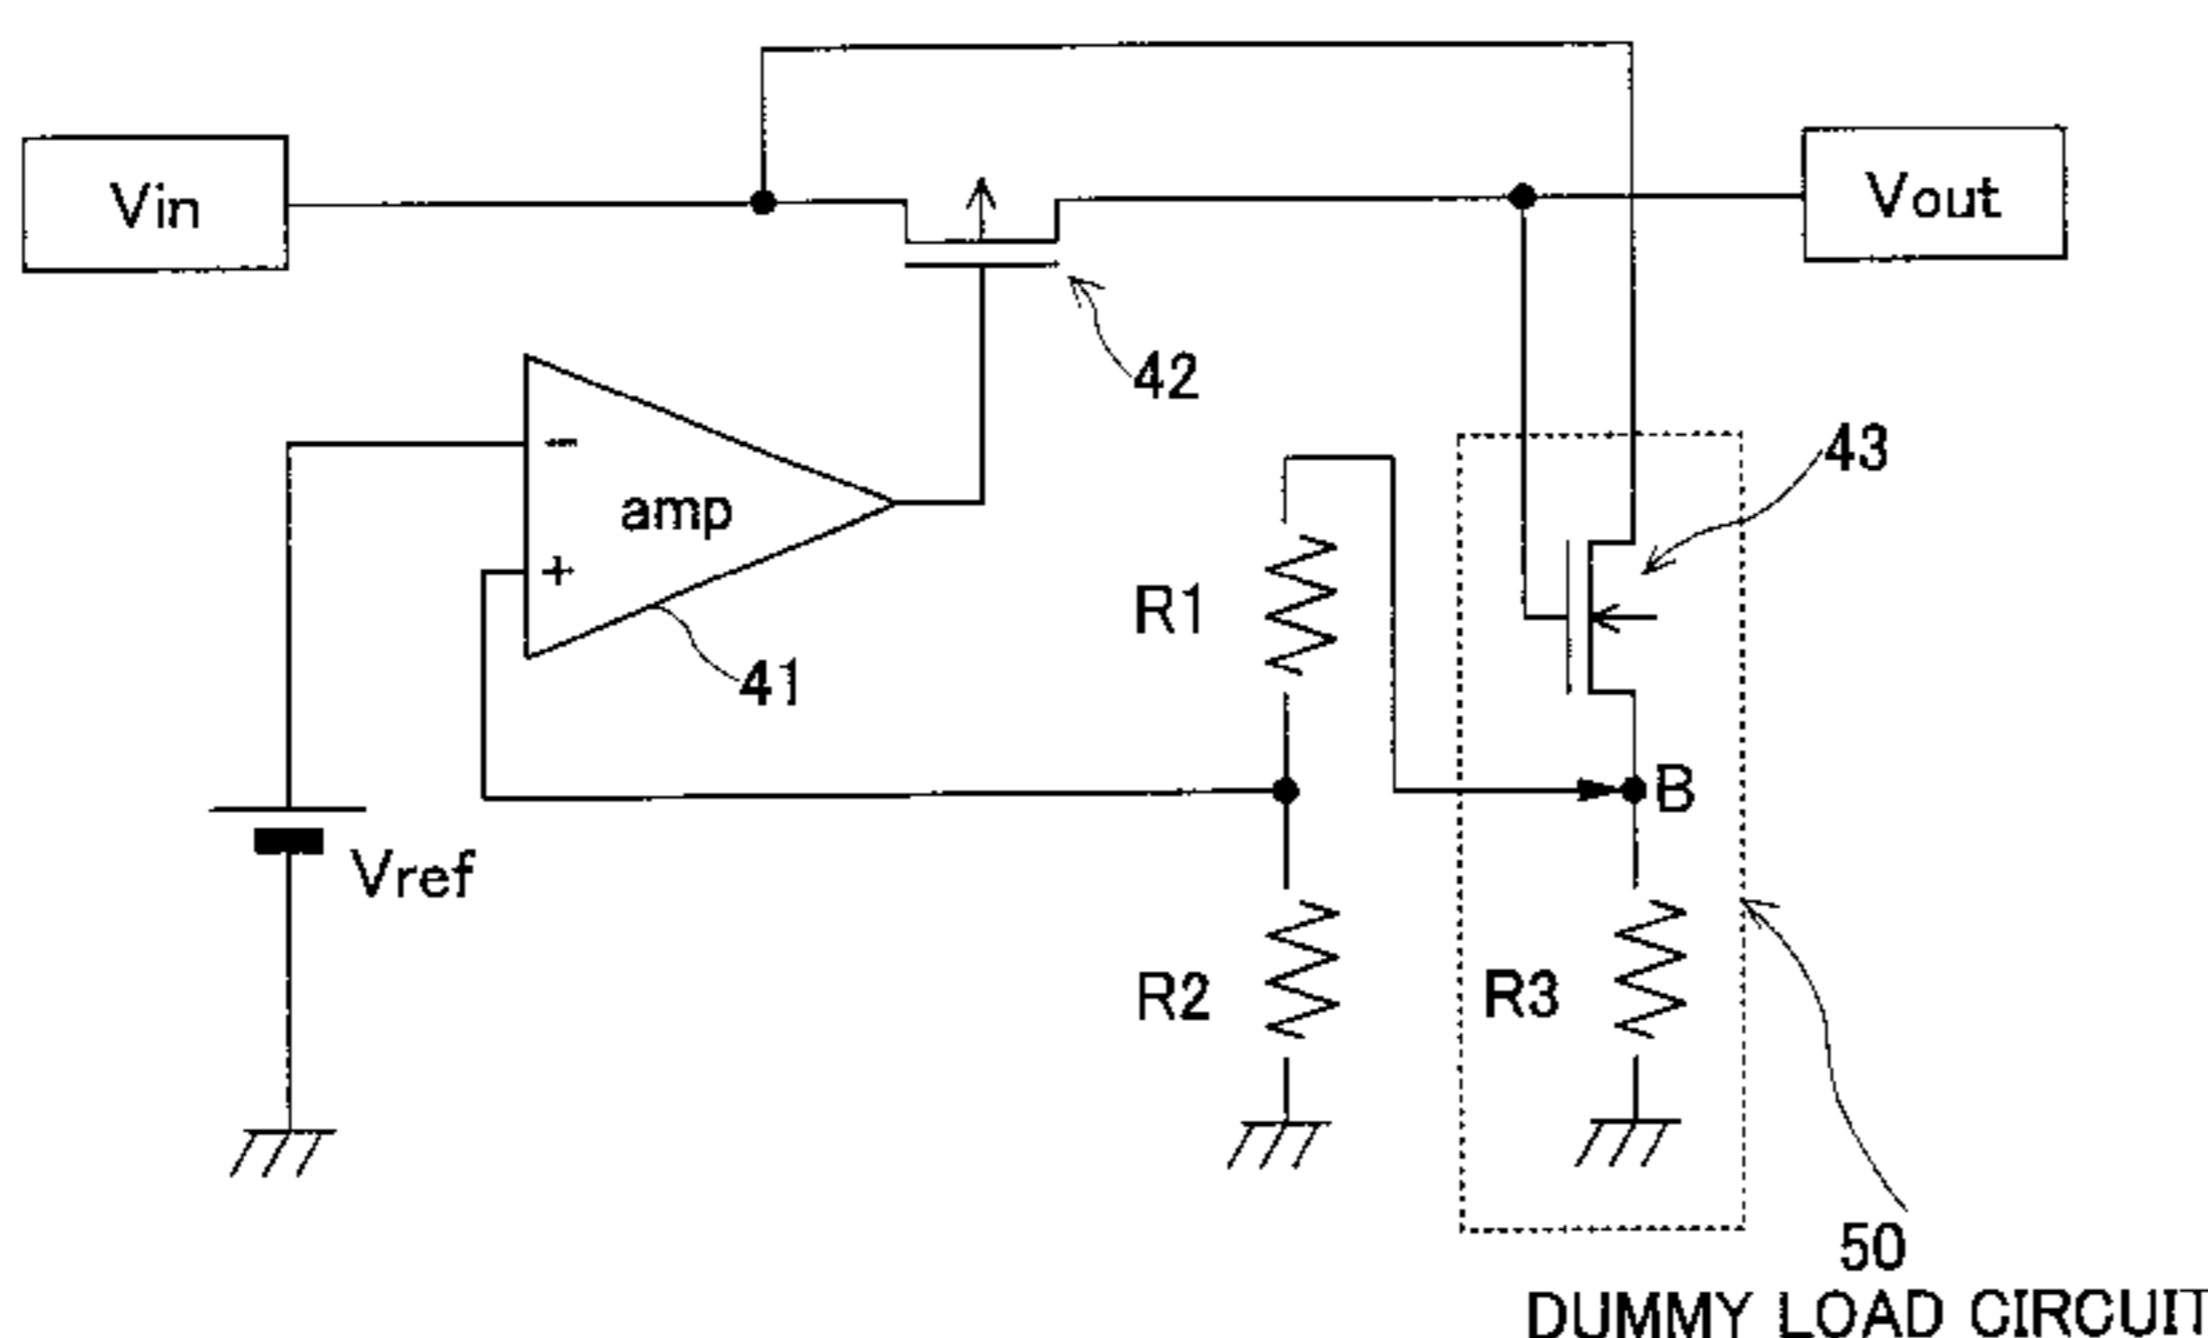 Vin
Vout
42
43
-
amp
+
R1
41
B
Vref
R2
R3
50
DUMMY LOAD CIRCUIT